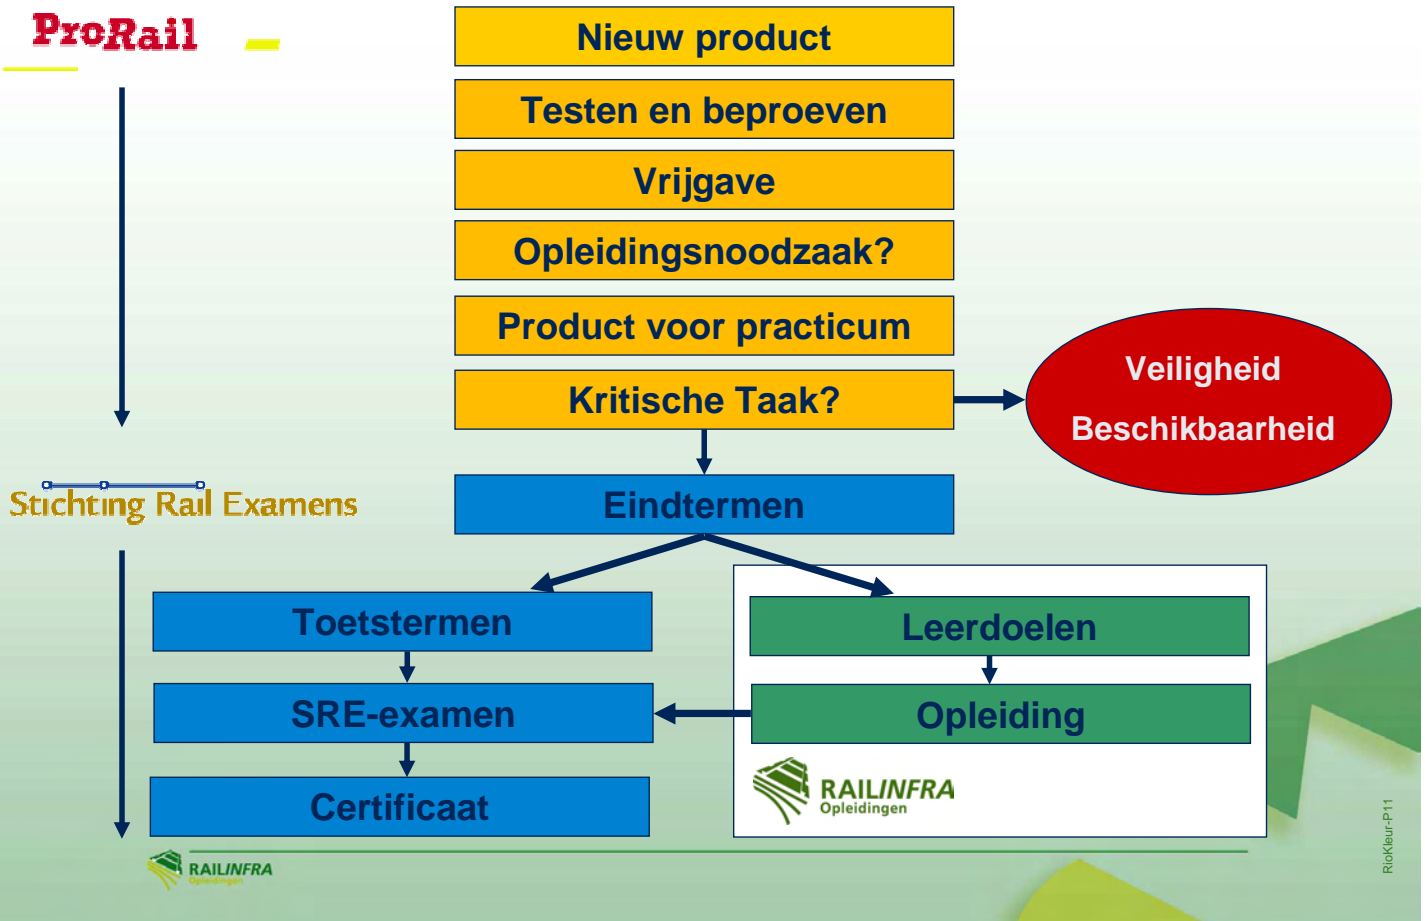 ProRail
Nieuw product
Testen en beproeven
Vrijgave
Opleidingsnoodzaak?
Product voor practicum
Kritische Taak?
Veiligheid
Beschikbaarheid
Stichting Rail Examens
Eindtermen
Toetstermen
Leerdoelen
SRE-examen
Opleiding
Certificaat
RAILINFRA
Opleidingen
RAILINFRA
Opleidingen
RioKleur-P11